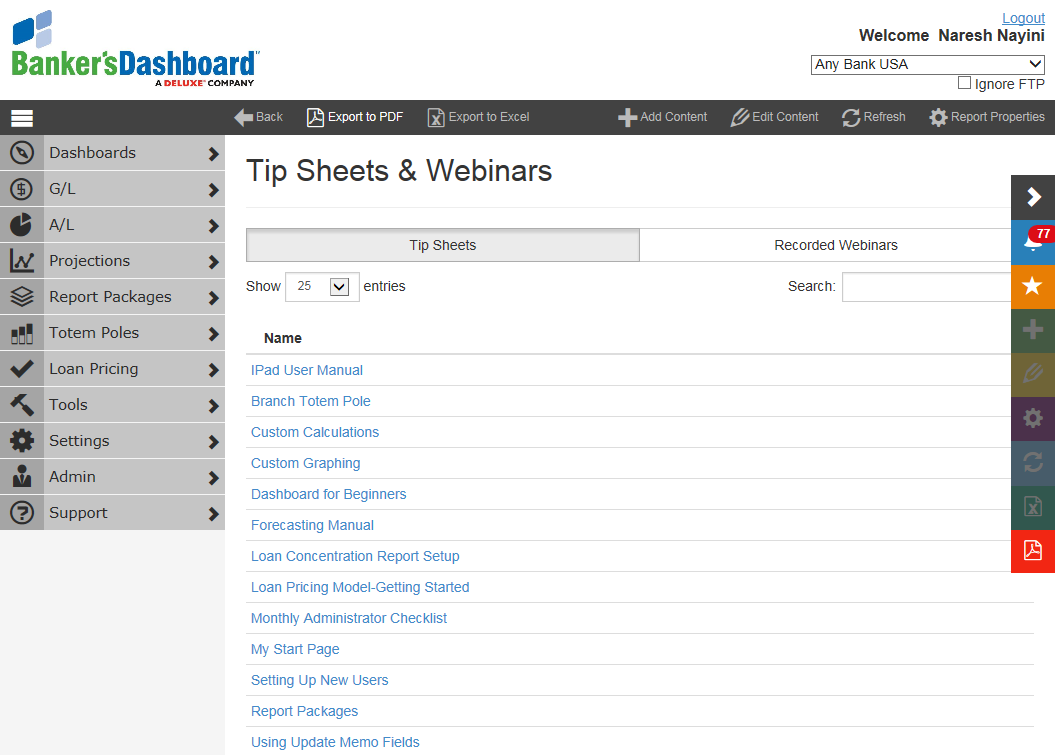 Logout
Welcome Naresh Nayini
Banker'sDashboard
A DELUXE COMPANY
Any Bank USA
Ignore FTP
Back Export to PDF Export to Excel Add Content Edit Content Refresh Report Properties
Dashboards
G/L
A/L
Projections
Report Packages
Totem Poles
Loan Pricing
Tools
Settings
Admin
Support
Tip Sheets & Webinars
Tip Sheets Recorded Webinars
Show 25 entries Search:
Name
IPad User Manual
Branch Totem Pole
Custom Calculations
Custom Graphing
Dashboard for Beginners
Forecasting Manual
Loan Concentration Report Setup
Loan Pricing Model-Getting Started
Monthly Administrator Checklist
My Start Page
Setting Up New Users
Report Packages
Using Update Memo Fields
77